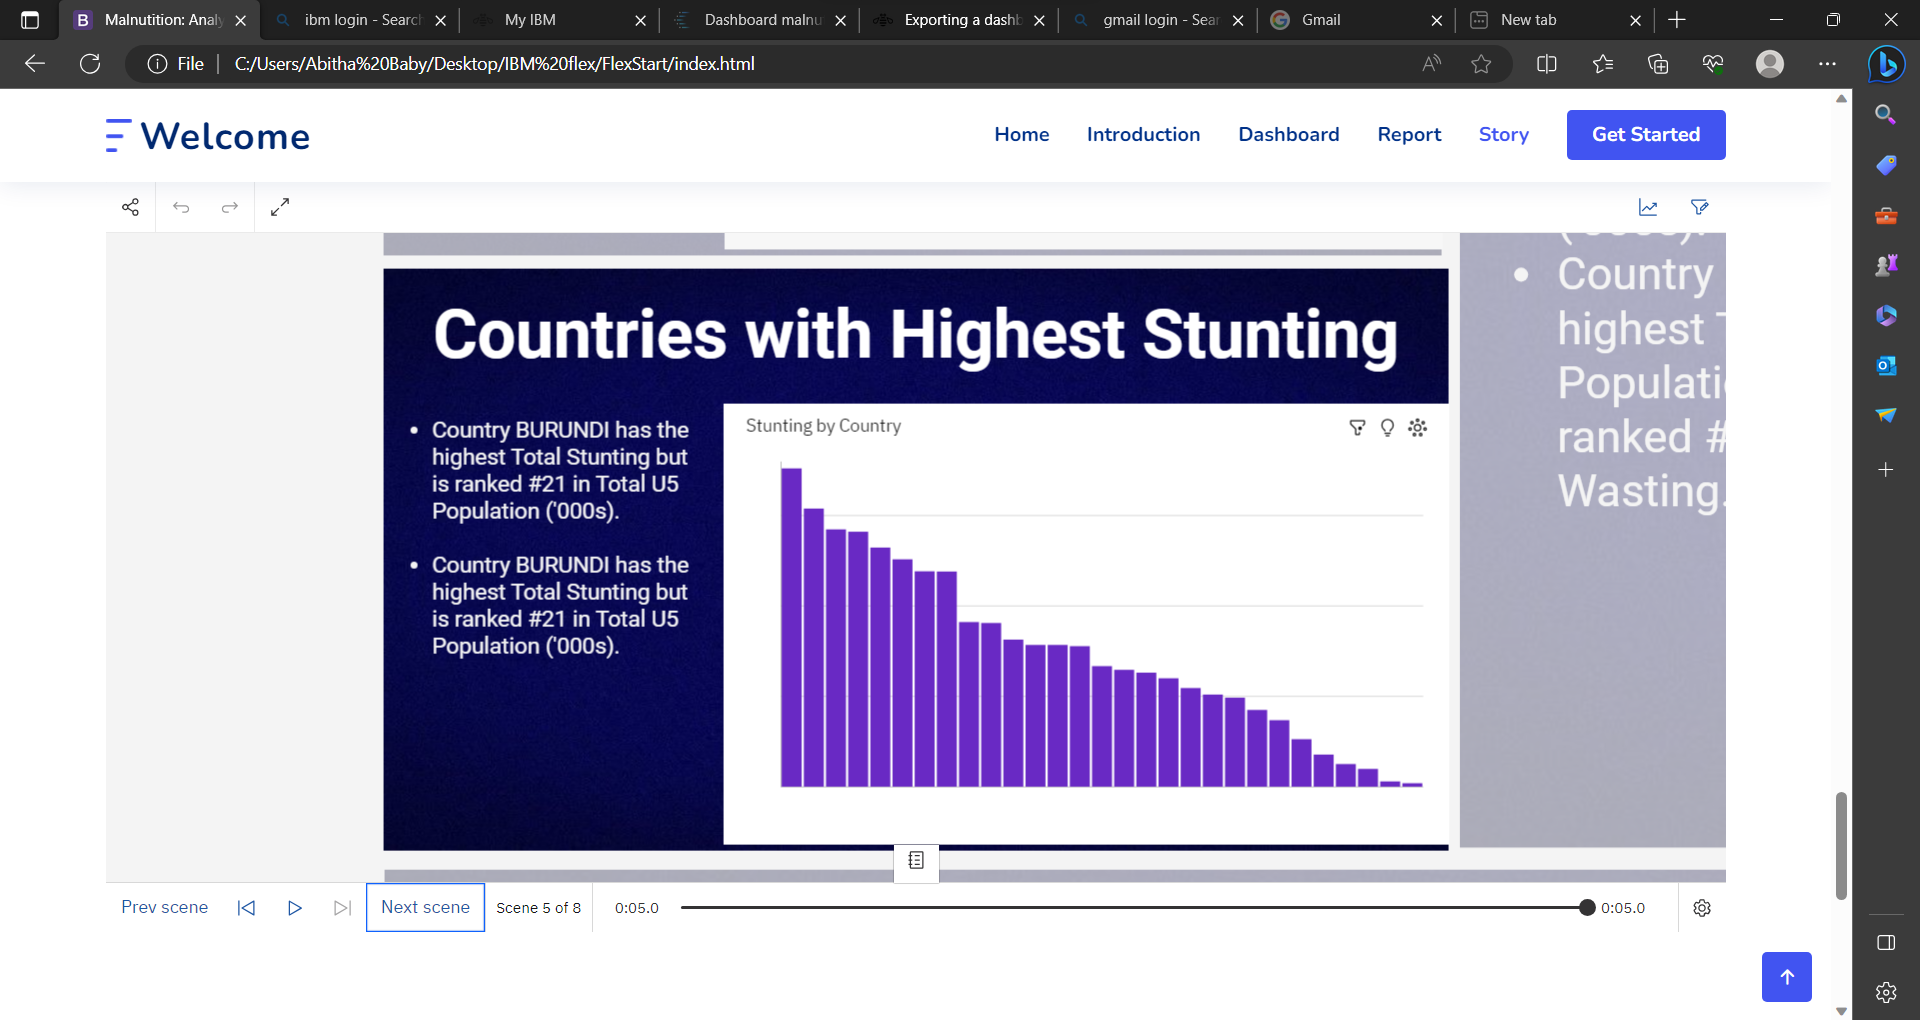 Malnutition: Analy
ibm login - Search
My IBM
Dashboard malnu
Exporting a dashb
gmail login - Sear
Gmail
New tab
File
C:/Users/Abitha%20Baby/Desktop/IBM%20flex/FlexStart/index.html
Welcome
Home
Introduction
Dashboard
Report
Story
Get Started
Countries with Highest Stunting
• Country BURUNDI has the
highest Total Stunting but
is ranked #21 in Total U5
Population ('000s).
• Country BURUNDI has the
highest Total Stunting but
is ranked #21 in Total U5
Population ('000s).
Stunting by Country
('000s).
• Country
highest T
Populati
ranked #
Wasting.
Prev scene
Next scene
Scene 5 of 8
0:05.0
0:05.0